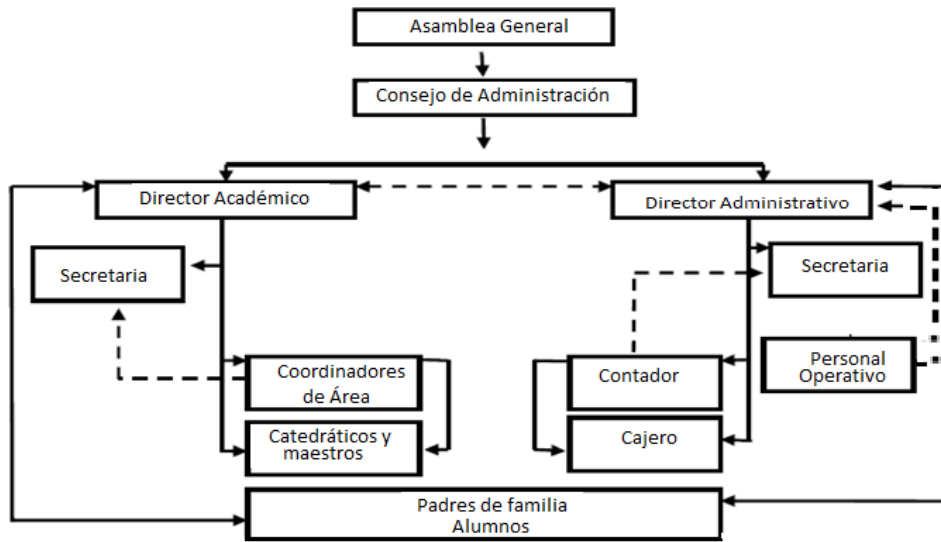 Asamblea General
Consejo de Administración
Director Académico
Director Administrativo
Secretaria
Secretaria
Coordinadores
de Área
Contador
Personal
Operativo
Catedráticos y
maestros
Cajero
Padres de familia
Alumnos